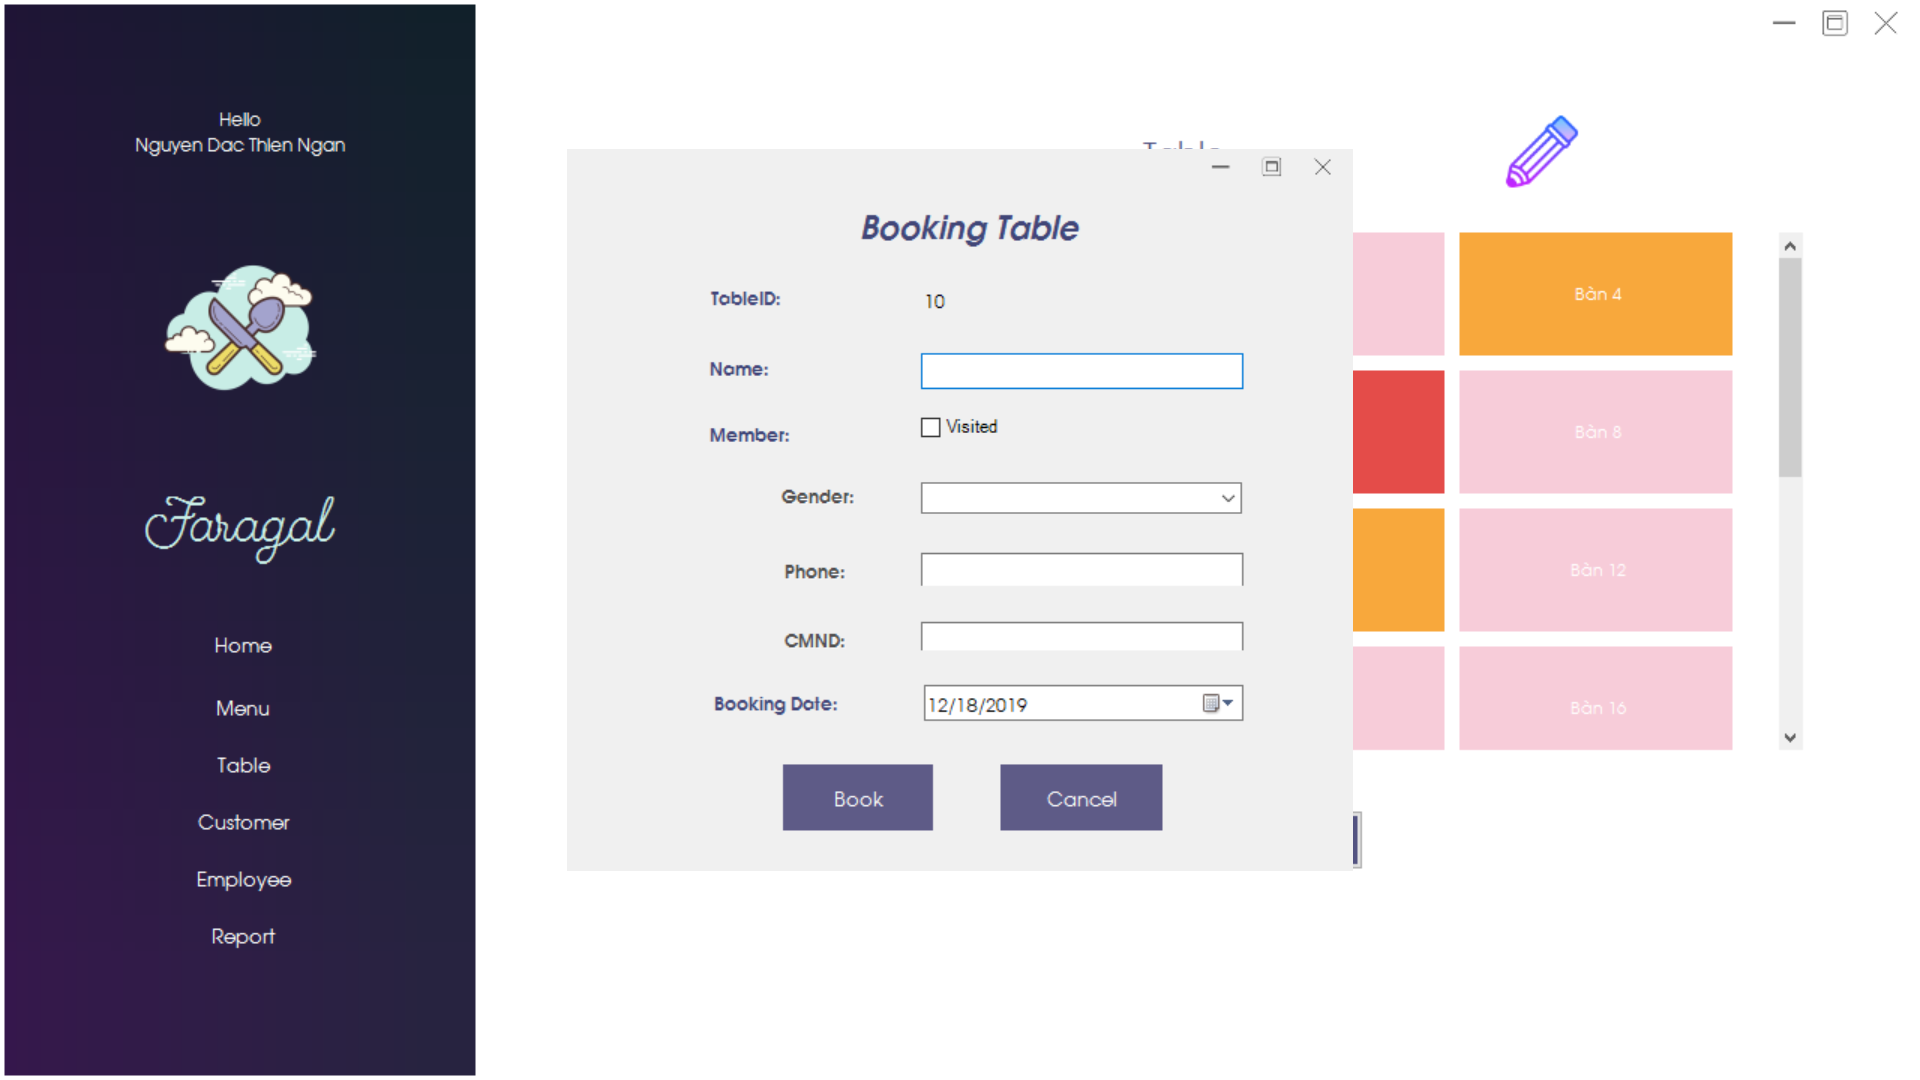 Hello
Nguyen Dac Thien Ngan
Faragal
Home
Menu
Table
Customer
Employee
Report
Table
Booking Table
TableID: 10
Name:
Member: Visited
Gender:
Phone:
CMND:
Booking Date: 12/18/2019
Book Cancel
Bàn 4
Bàn 8
Bàn 12
Bàn 16